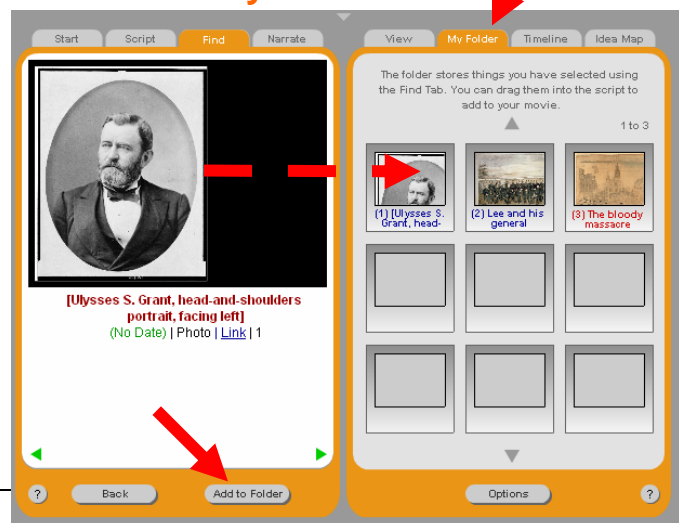 Start Script Find Narrate
[Ulysses S. Grant, head-and-shoulders
portrait, facing left]
(No Date) | Photo | Link | 1
? Back Add to Folder
View My Folder Timeline Idea Map
The folder stores things you have selected using
the Find Tab. You can drag them into the script to
add to your movie.
1 to 3
(1) [Ulysses S.
Grant, head-
(2) Lee and his
general
(3) The bloody
massacre
Options ?